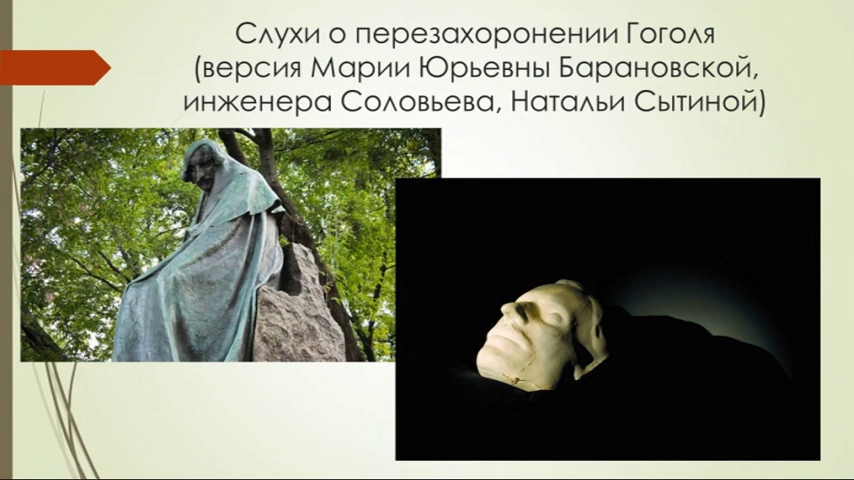 Слухи о перезахоронении Гоголя
(версия Марии Юрьевны Барановской,
инженера Соловьева, Натальи Сытиной)